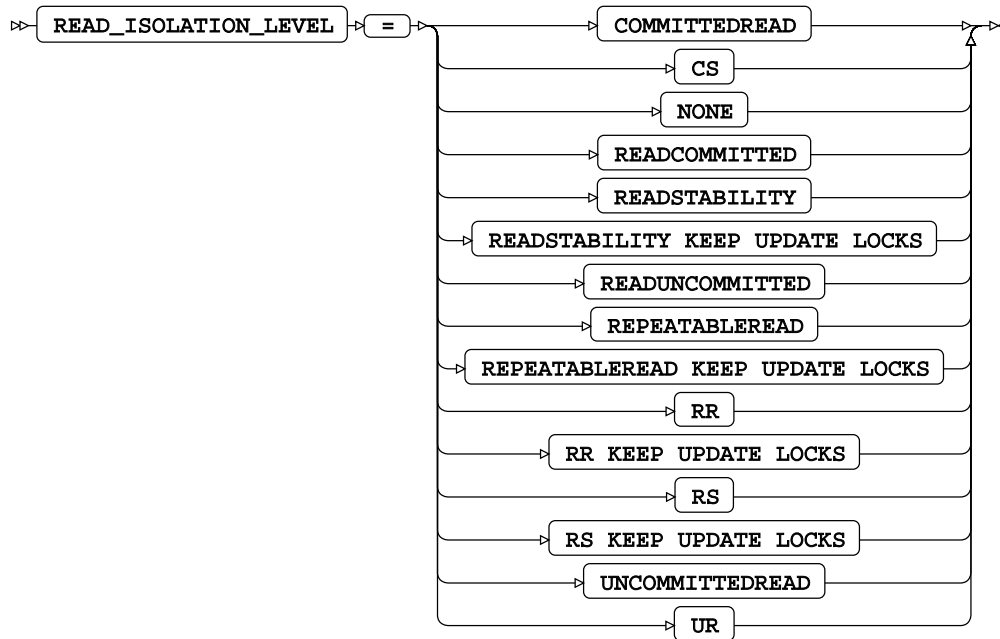 READ_ISOLATION_LEVEL = COMMITTEDREAD
CS
NONE
READCOMMITTED
READSTABILITY
READSTABILITY KEEP UPDATE LOCKS
READUNCOMMITTED
REPEATABLEREAD
REPEATABLEREAD KEEP UPDATE LOCKS
RR
RR KEEP UPDATE LOCKS
RS
RS KEEP UPDATE LOCKS
UNCOMMITTEDREAD
UR